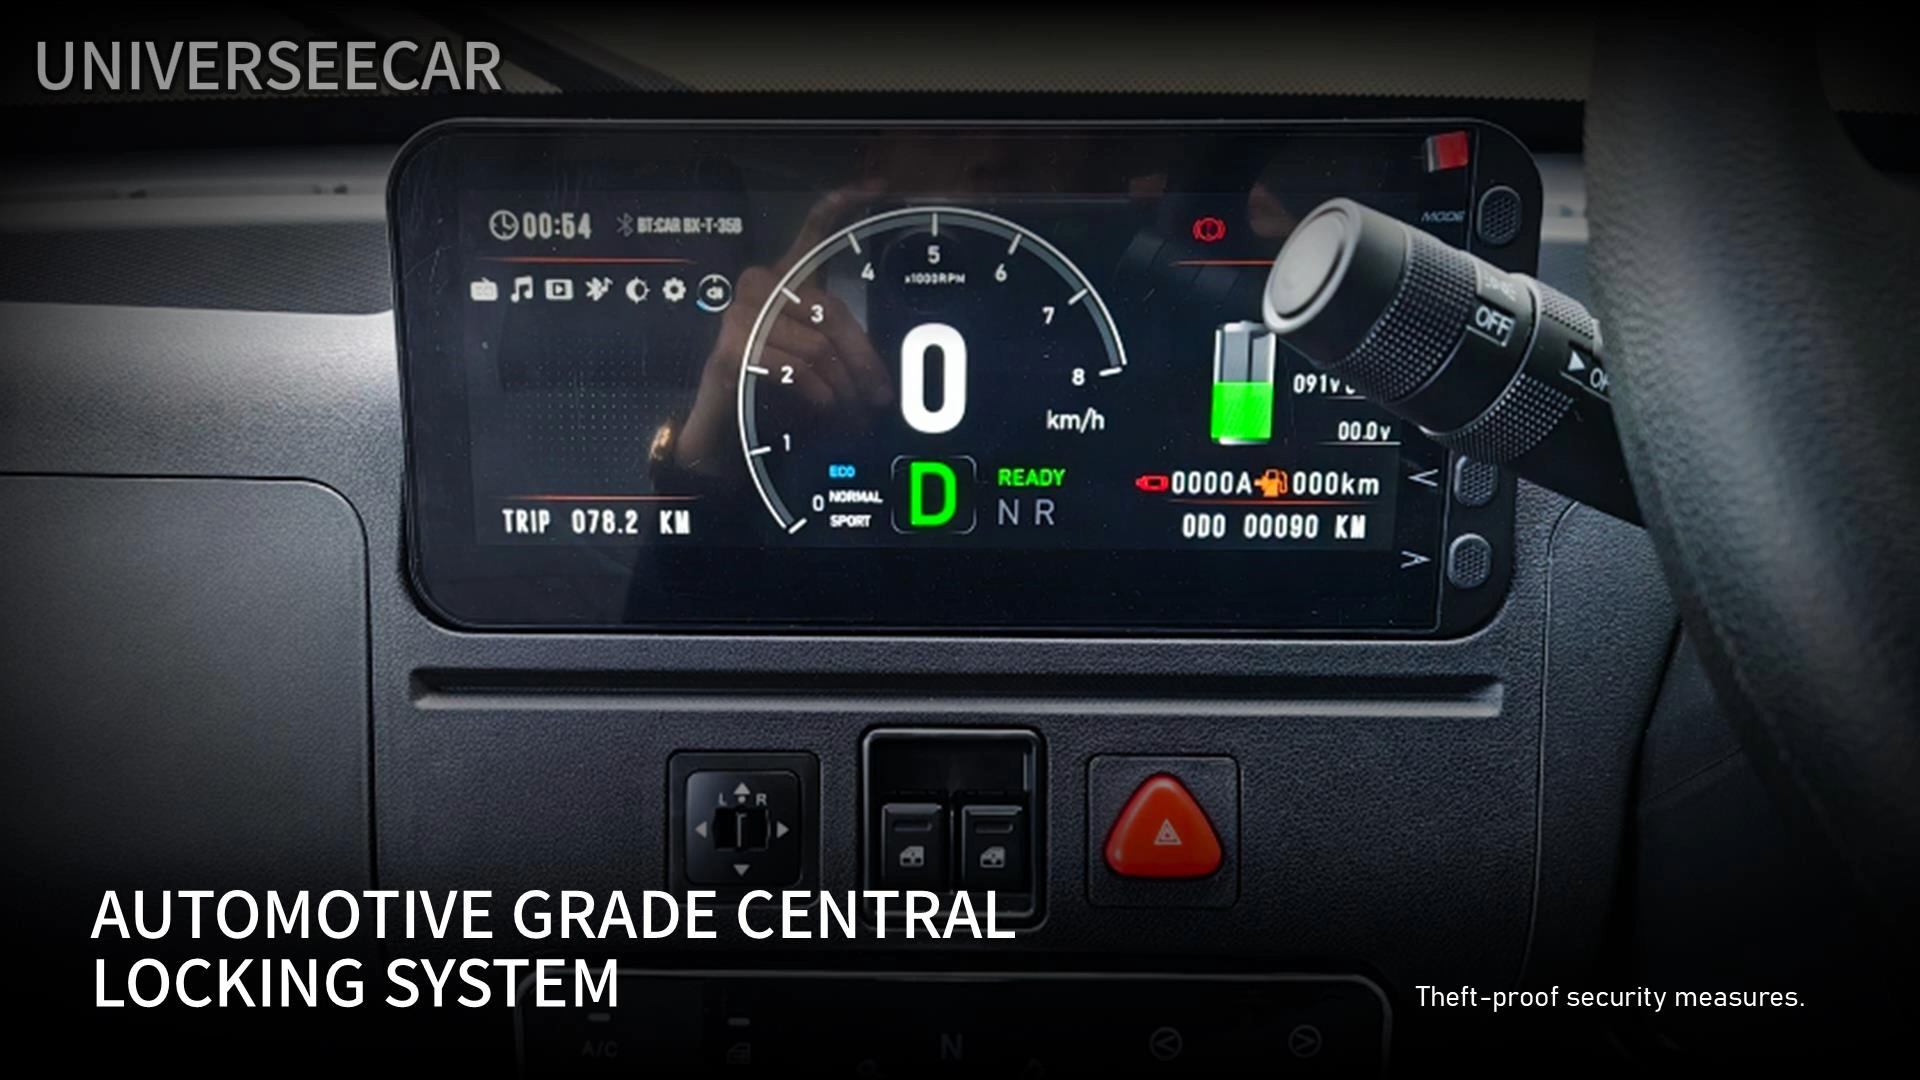 UNIVERSEECAR
00:54
BT:CAR BX-T-35B
MODE
5
4
6
x1000RPM
3
7
2
8
1
0
0
km/h
OFF
091v
00.0v
ECO
NORMAL
SPORT
D
READY
N R
0000A
000km
TRIP 078.2 KM
ODO 00090 KM
L R
AUTOMOTIVE GRADE CENTRAL
LOCKING SYSTEM
Theft-proof security measures.
A/C
N